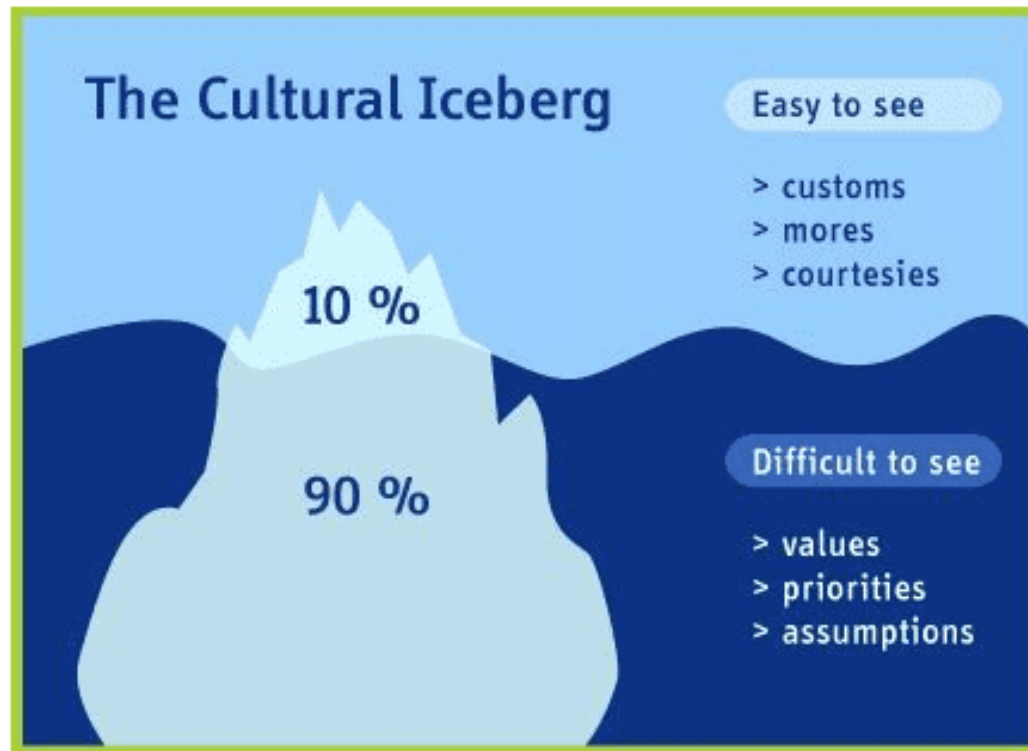 The Cultural Iceberg
10 %
90 %
Easy to see
> customs
> mores
> courtesies
Difficult to see
> values
> priorities
> assumptions